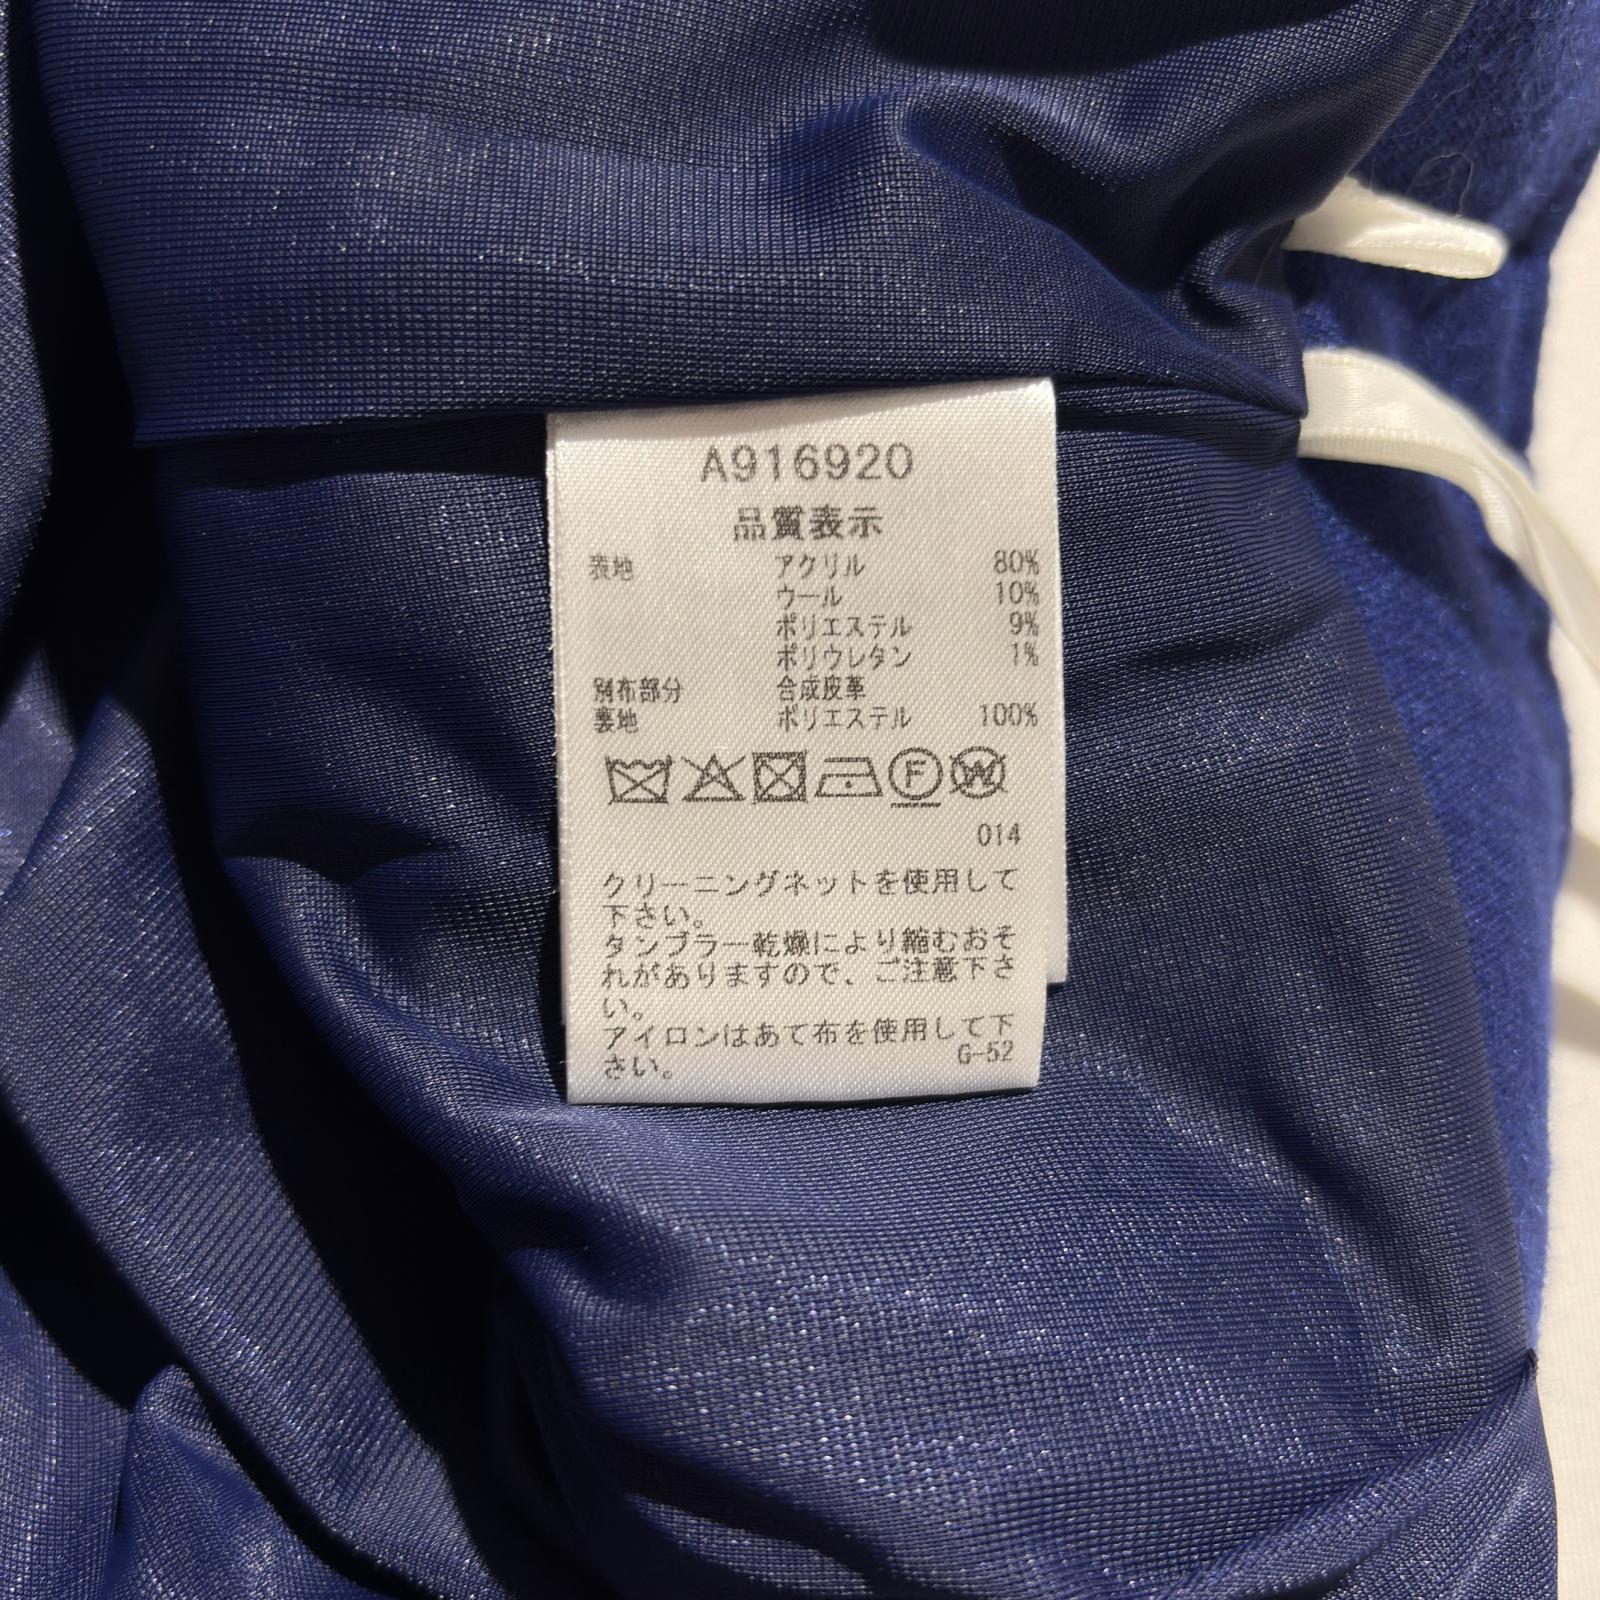 A916920
品質表示
表地 アクリル 80%
ウール 10%
ポリエステル 9%
ポリウレタン 1%
別布部分 合成皮革
裏地 ポリエステル 100%
F W
014
クリーニングネットを使用して
下さい。
タンブラー乾燥により縮むおそ
れがありますので、ご注意下さ
い。
アイロンはあて布を使用して下
さい。 G-52